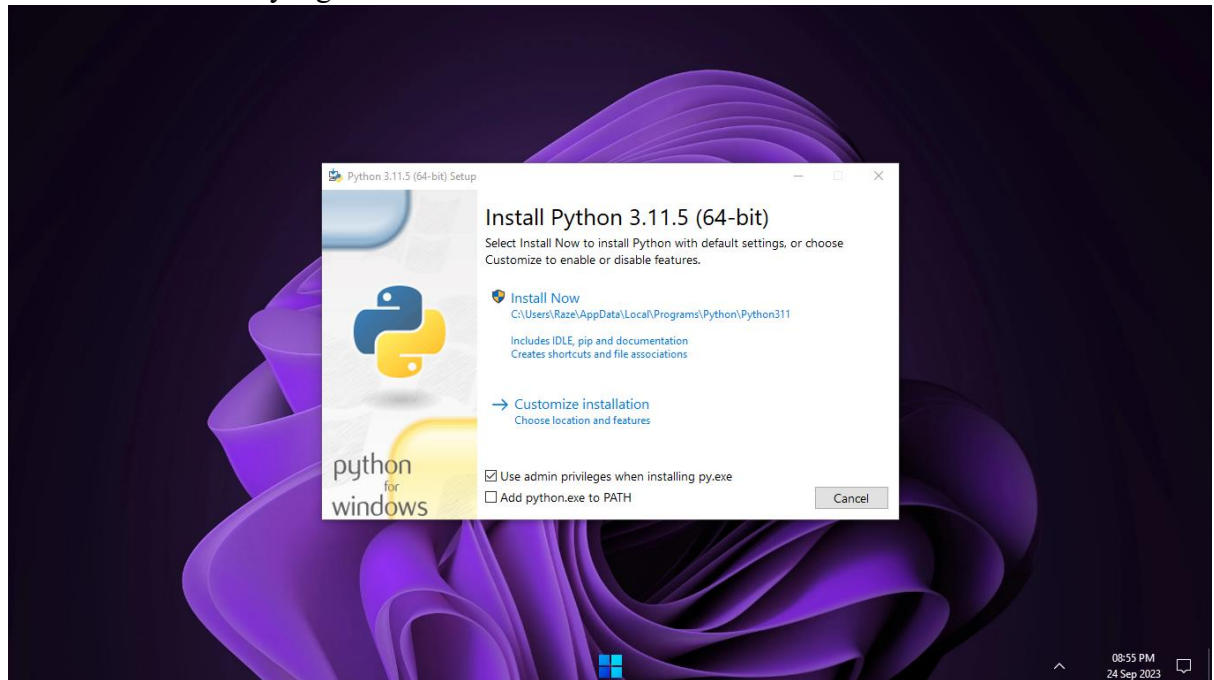 Python 3.11.5 (64-bit) Setup
Install Python 3.11.5 (64-bit)
Select Install Now to install Python with default settings, or choose
Customize to enable or disable features.
Install Now
C:\Users\Raze\AppData\Local\Programs\Python\Python311
Includes IDLE, pip and documentation
Creates shortcuts and file associations
Customize installation
Choose location and features
python
for
windows
Use admin privileges when installing py.exe
Add python.exe to PATH
Cancel
08:55 PM
24 Sep 2023